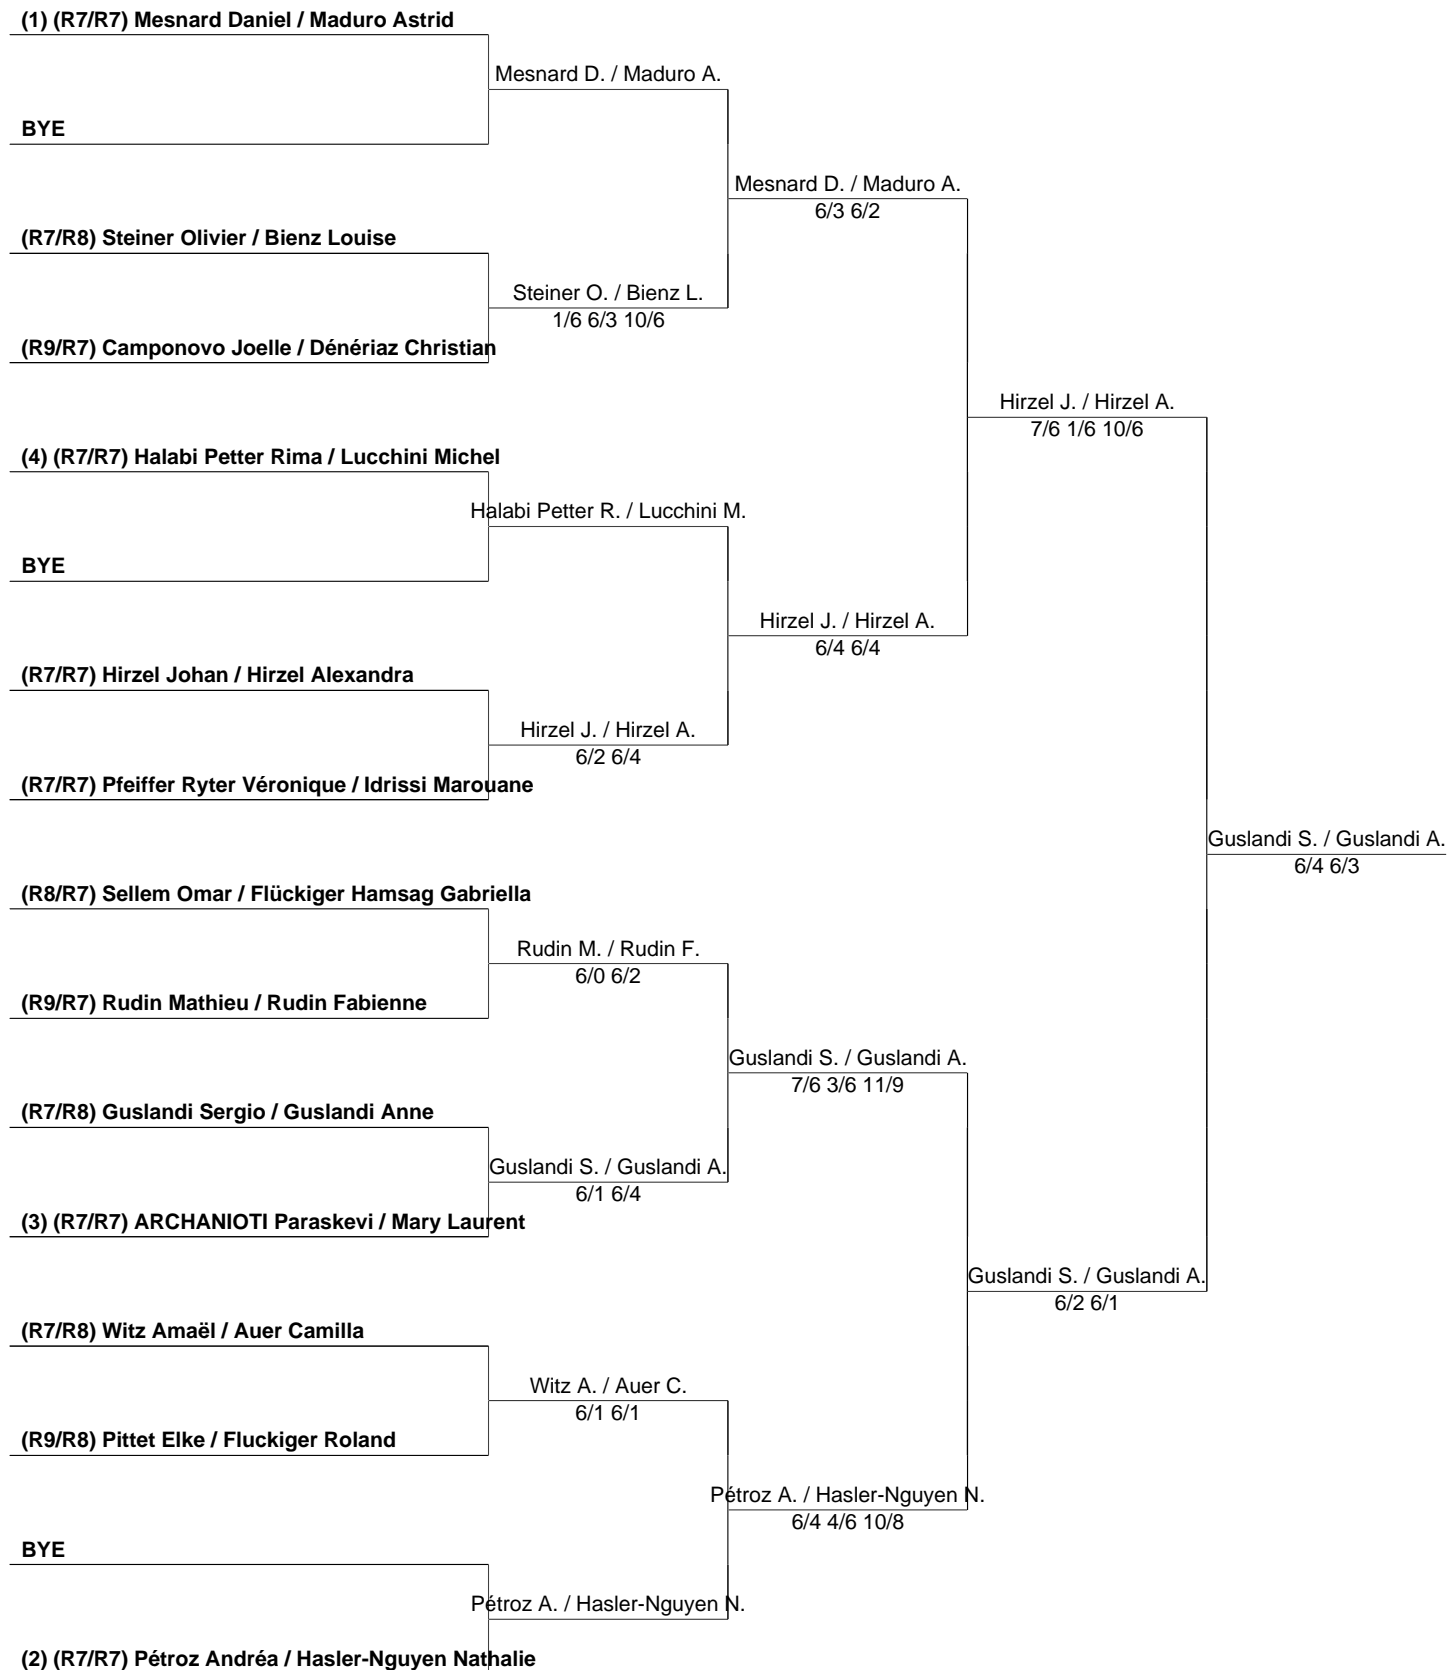 (1) (R7/R7) Mesnard Daniel / Maduro Astrid
Mesnard D. / Maduro A.
BYE
Mesnard D. / Maduro A.
6/3 6/2
(R7/R8) Steiner Olivier / Bienz Louise
Steiner O. / Bienz L.
1/6 6/3 10/6
(R9/R7) Camponovo Joelle / Dénériaz Christian
Hirzel J. / Hirzel A.
7/6 1/6 10/6
(4) (R7/R7) Halabi Petter Rima / Lucchini Michel
Halabi Petter R. / Lucchini M.
BYE
Hirzel J. / Hirzel A.
6/4 6/4
(R7/R7) Hirzel Johan / Hirzel Alexandra
Hirzel J. / Hirzel A.
6/2 6/4
(R7/R7) Pfeiffer Ryter Véronique / Idrissi Marouane
Guslandi S. / Guslandi A.
6/4 6/3
(R8/R7) Sellem Omar / Flückiger Hamsag Gabriella
Rudin M. / Rudin F.
6/0 6/2
(R9/R7) Rudin Mathieu / Rudin Fabienne
Guslandi S. / Guslandi A.
7/6 3/6 11/9
(R7/R8) Guslandi Sergio / Guslandi Anne
Guslandi S. / Guslandi A.
6/1 6/4
(3) (R7/R7) ARCHANIOTI Paraskevi / Mary Laurent
Guslandi S. / Guslandi A.
6/2 6/1
(R7/R8) Witz Amaël / Auer Camilla
Witz A. / Auer C.
6/1 6/1
(R9/R8) Pittet Elke / Fluckiger Roland
Pétroz A. / Hasler-Nguyen N.
6/4 4/6 10/8
BYE
Pétroz A. / Hasler-Nguyen N.
(2) (R7/R7) Pétroz Andréa / Hasler-Nguyen Nathalie